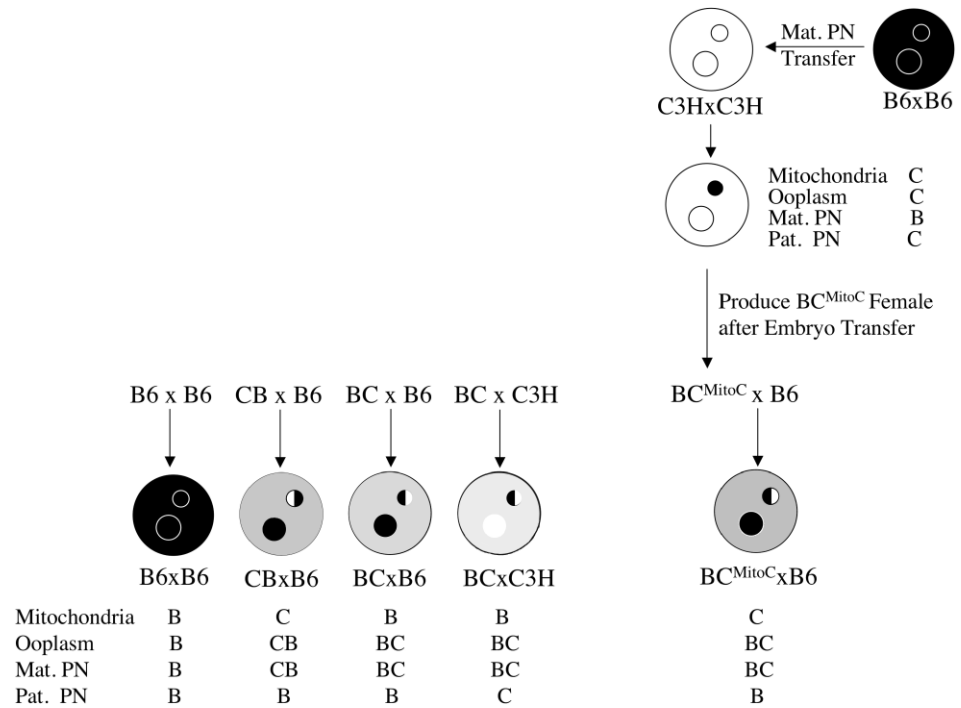 Mat. PN
Transfer
C3HxC3H
B6xB6
Mitochondria C
Ooplasm C
Mat. PN B
Pat. PN C
Produce BC^MitoC Female
after Embryo Transfer
B6 x B6 CB x B6 BC x B6 BC x C3H BC^MitoC x B6
B6xB6 CBxB6 BCxB6 BCxC3H BC^MitoCxB6
Mitochondria B C B B C
Ooplasm B CB BC BC BC
Mat. PN B CB BC BC BC
Pat. PN B B B C B